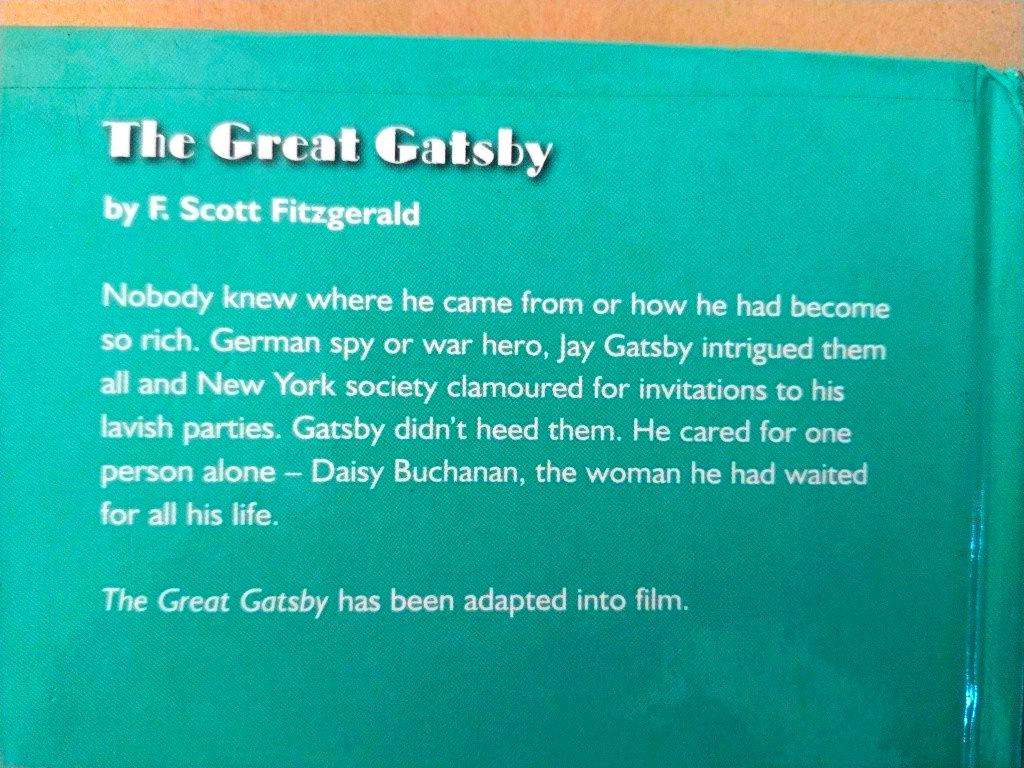 The Great Gatsby
by F. Scott Fitzgerald
Nobody knew where he came from or how he had become
so rich. German spy or war hero, Jay Gatsby intrigued them
all and New York society clamoured for invitations to his
lavish parties. Gatsby didn't heed them. He cared for one
person alone – Daisy Buchanan, the woman he had waited
for all his life.
The Great Gatsby has been adapted into film.